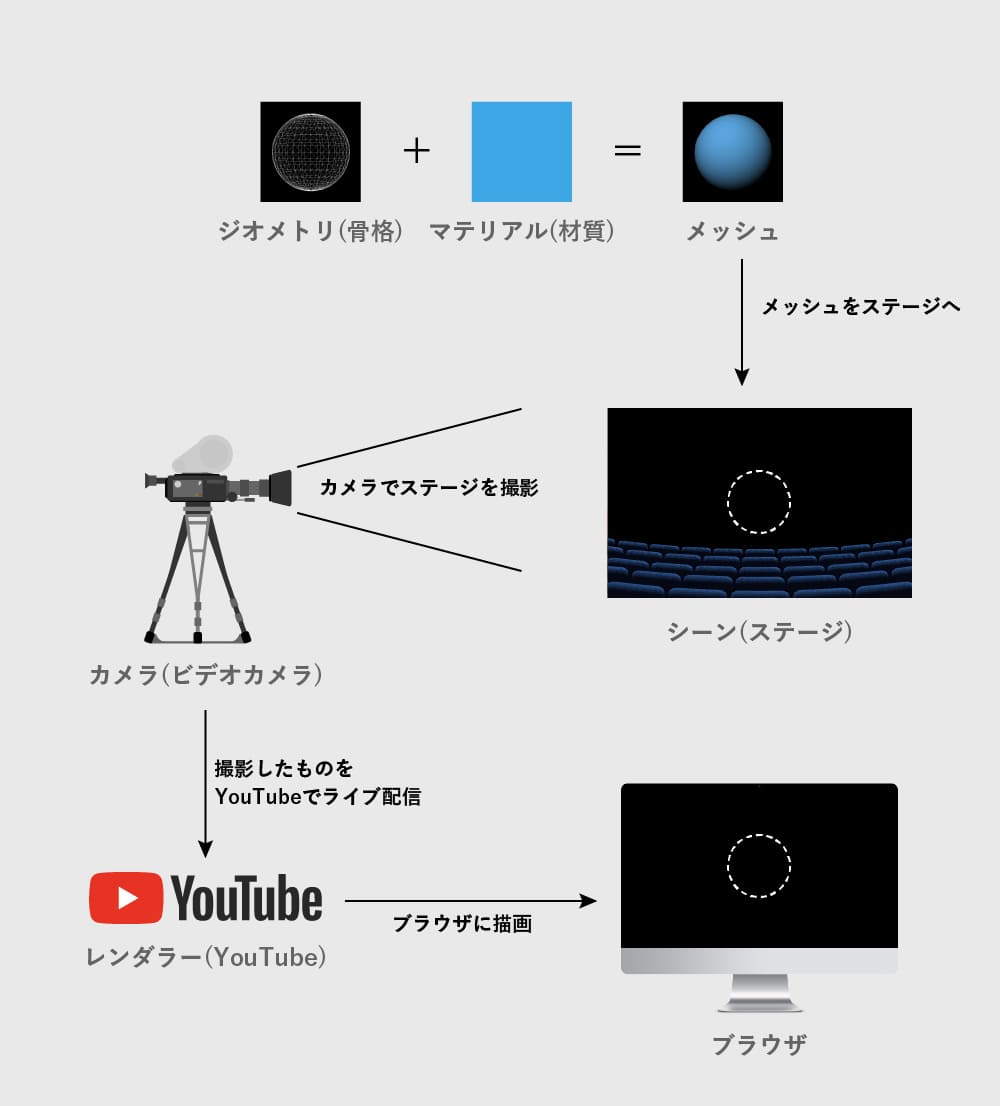 ジオメトリ(骨格)
マテリアル(材質)
メッシュ
メッシュをステージへ
カメラでステージを撮影
シーン(ステージ)
カメラ(ビデオカメラ)
撮影したものを
YouTubeでライブ配信
YouTube
レンダラー(YouTube)
ブラウザに描画
ブラウザ